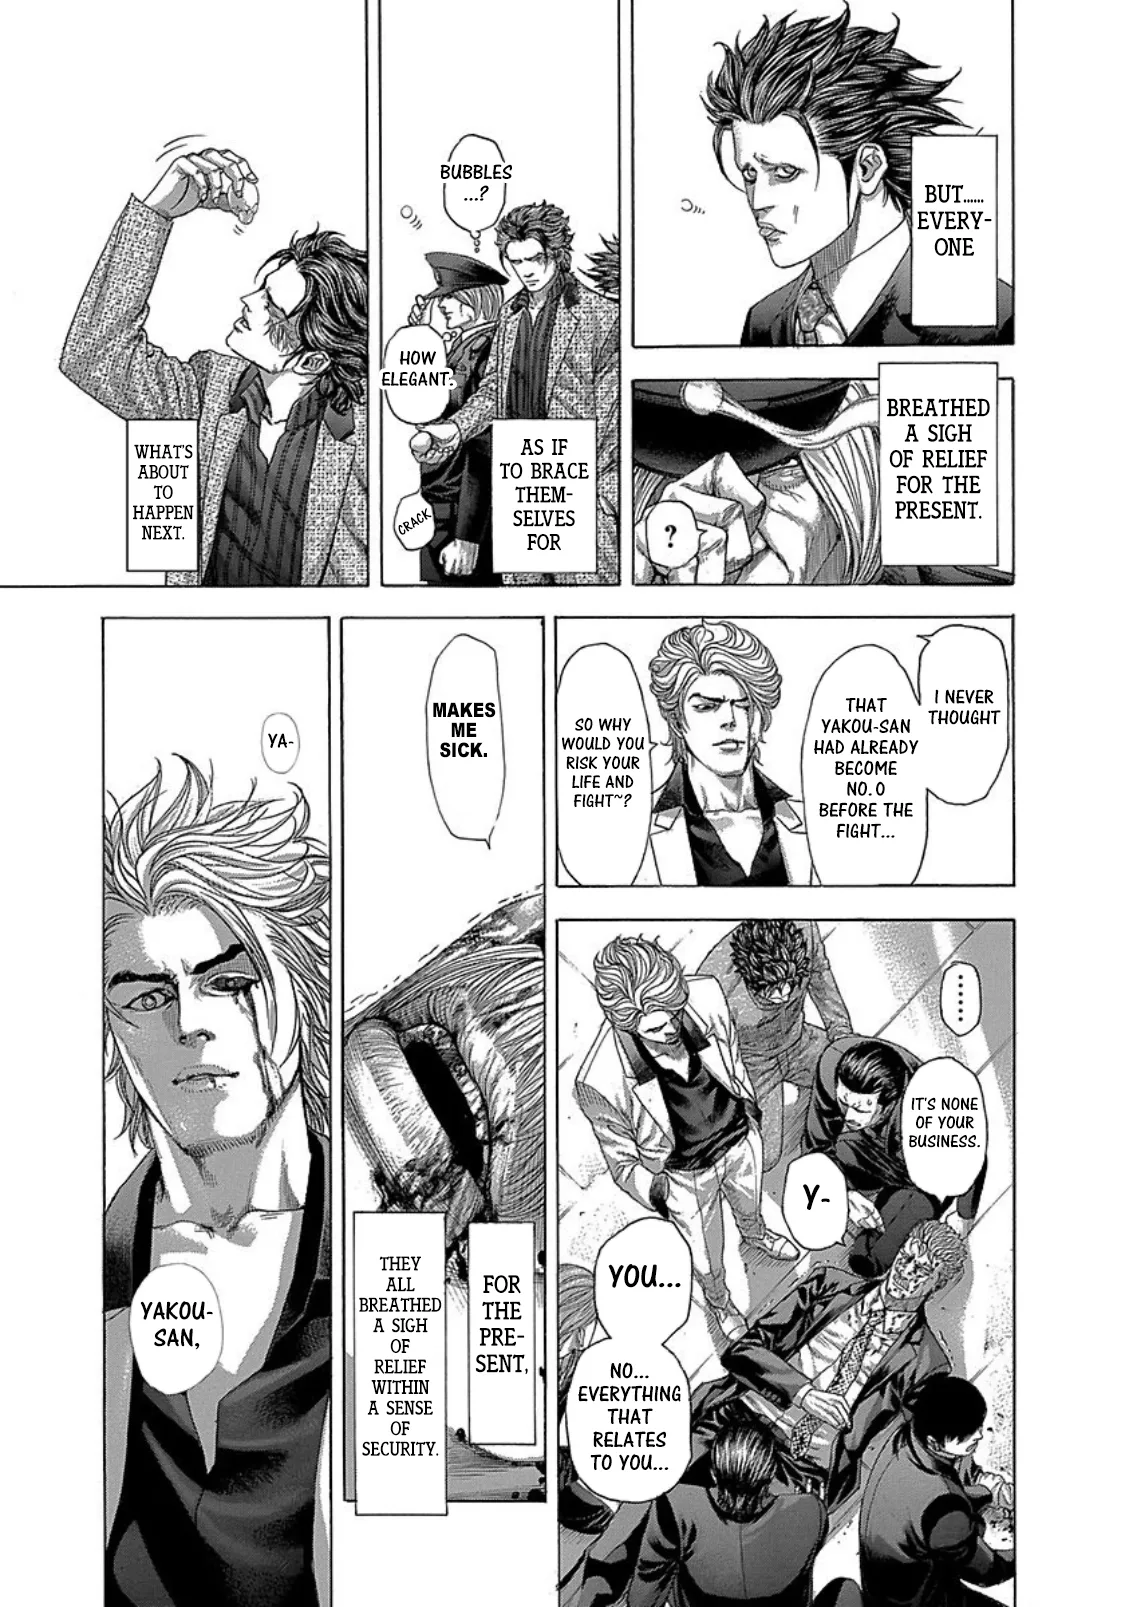 BUT......
EVERY-
ONE
BREATHED
A SIGH
OF RELIEF
FOR THE
PRESENT.
?
BUBBLES
...?
HOW
ELEGANT.
CRACK
AS IF
TO BRACE
THEM-
SELVES
FOR
WHAT'S
ABOUT
TO
HAPPEN
NEXT.
I NEVER
THOUGHT
THAT
YAKOU-SAN
HAD ALREADY
BECOME
NO.0
BEFORE THE
FIGHT...
SO WHY
WOULD YOU
RISK YOUR
LIFE AND
FIGHT~?
......
IT'S NONE
OF YOUR
BUSINESS.
Y-
YOU...
NO...
EVERYTHING
THAT
RELATES
TO YOU...
MAKES
ME
SICK.
FOR
THE
PRE-
SENT,
THEY
ALL
BREATHED
A SIGH
OF
RELIEF
WITHIN
A SENSE
OF
SECURITY.
YA-
YAKOU-
SAN,